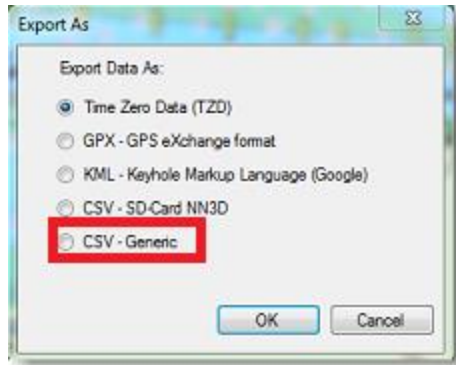 Export As
Export Data As:
Time Zero Data (TZD)
GPX - GPS eXchange format
KML - Keyhole Markup Language (Google)
CSV - SD-Card NN3D
CSV - Generic
OK
Cancel